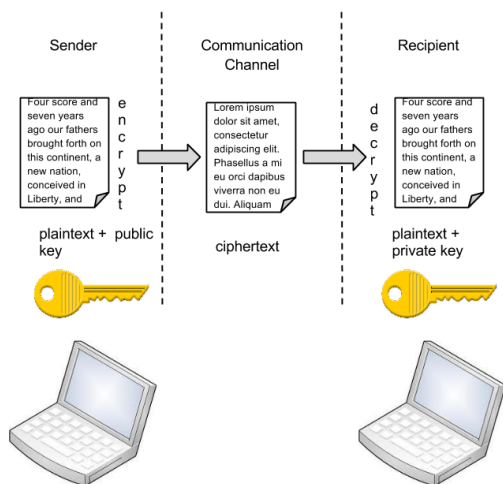 Sender
Communication
Channel
Recipient
Four score and
seven years
ago our fathers
brought forth on
this continent, a
new nation,
conceived in
Liberty, and
e
n
c
r
y
p
t
Lorem ipsum
dolor sit amet,
consectetur
adipiscing elit.
Phasellus a mi
eu orci dapibus
viverra non eu
dui. Aliquam
d
e
c
r
y
p
t
Four score and
seven years
ago our fathers
brought forth on
this continent, a
new nation,
conceived in
Liberty, and
plaintext + public
key
ciphertext
plaintext +
private key